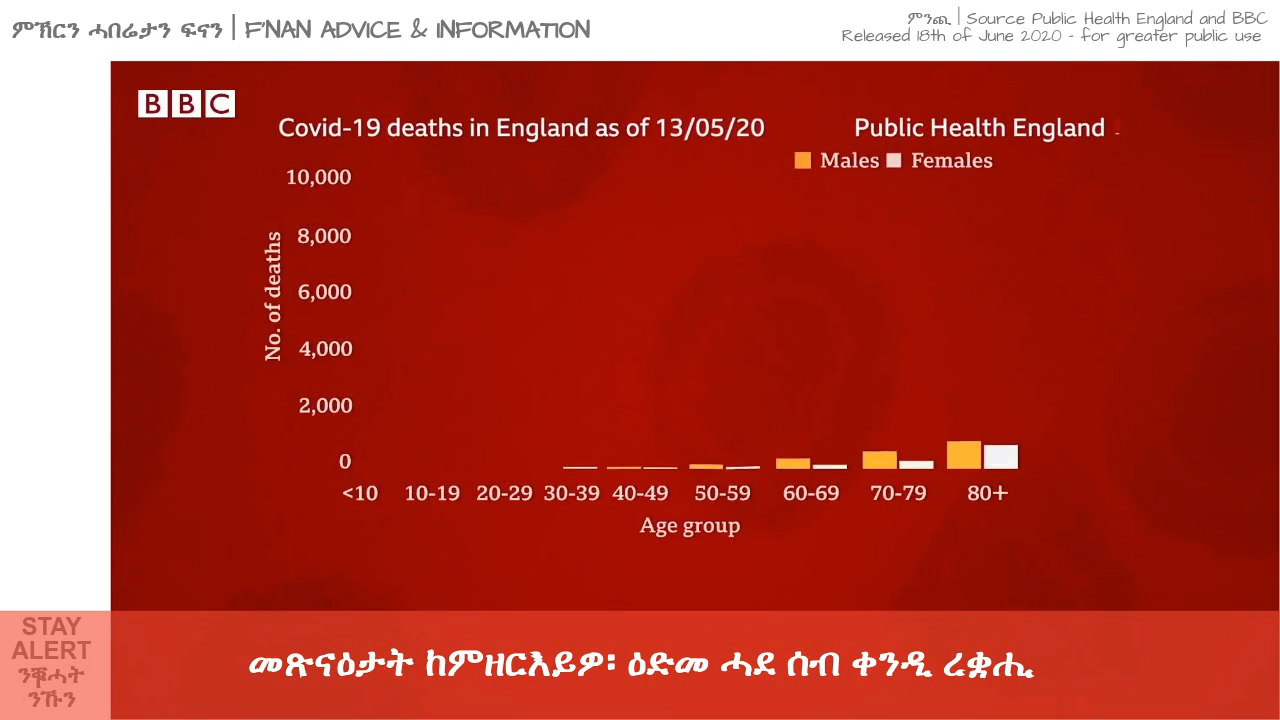 ምኽርን ሓበሬታን ፍናን | F'NAN ADVICE & INFORMATION
ምንጪ | Source Public Health England and BBC
Released 18th of June 2020 - for greater public use
BBC
Covid-19 deaths in England as of 13/05/20
Public Health England
Males Females
10,000
8,000
6,000
4,000
2,000
0
No. of deaths
<10 10-19 20-29 30-39 40-49 50-59 60-69 70-79 80+
Age group
STAY
ALERT
ንቑሓት
ንኹን
መጽናዕታት ከምዘርእይዎ፡ ዕድመ ሓደ ሰብ ቀንዲ ረቋሒ